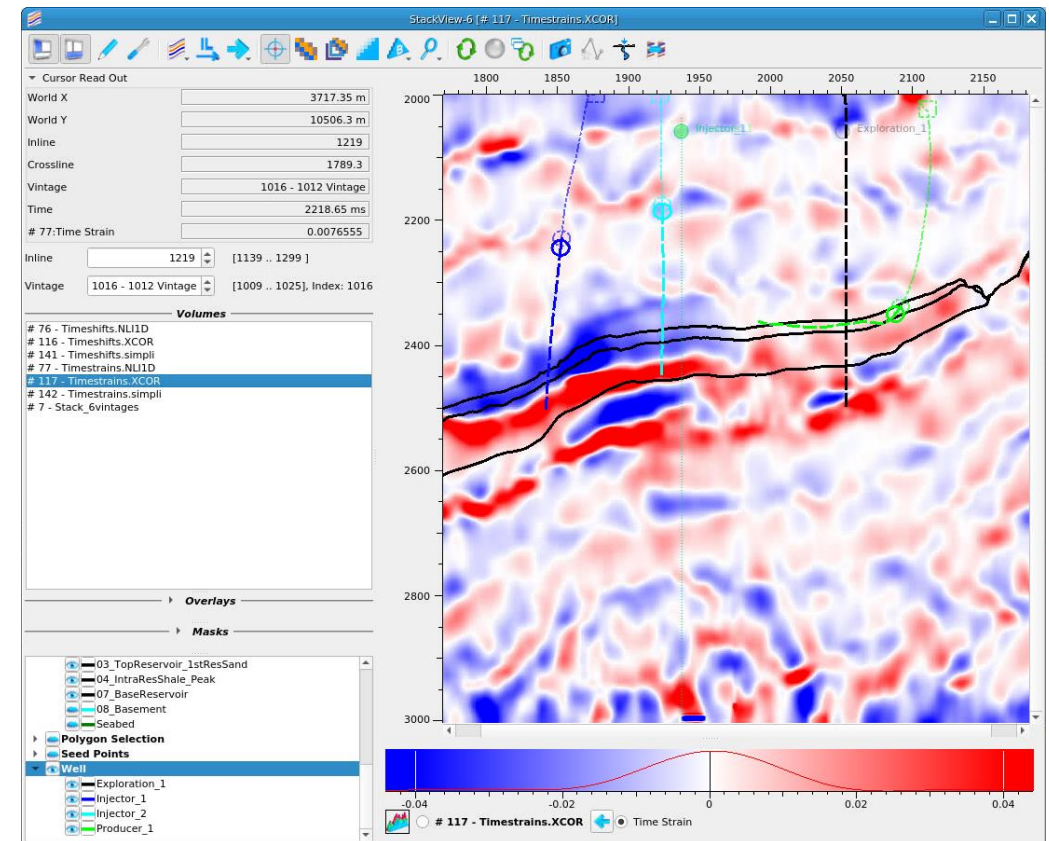 StackView-6 [# 117 - Timestrains.XCOR]
Cursor Read Out
World X 3717.35 m
World Y 10506.3 m
Inline 1219
Crossline 1789.3
Vintage 1016 - 1012 Vintage
Time 2218.65 ms
# 77:Time Strain 0.0076555
Inline 1219 [1139 .. 1299 ]
Vintage 1016 - 1012 Vintage [1009 .. 1025], Index: 1016
Volumes
# 76 - Timeshifts.NLI1D
# 116 - Timeshifts.XCOR
# 141 - Timeshifts.simpli
# 77 - Timestrains.NLI1D
# 117 - Timestrains.XCOR
# 142 - Timestrains.simpli
# 7 - Stack_6vintages
Overlays
Masks
03_TopReservoir_1stResSand
04_IntraResShale_Peak
07_BaseReservoir
08_Basement
Seabed
Polygon Selection
Seed Points
Well
Exploration_1
Injector_1
Injector_2
Producer_1
1800 1850 1900 1950 2000 2050 2100 2150
2000
Injector_1 Exploration_1
2200
2400
2600
2800
3000
-0.04 -0.02 0 0.02 0.04
# 117 - Timestrains.XCOR Time Strain